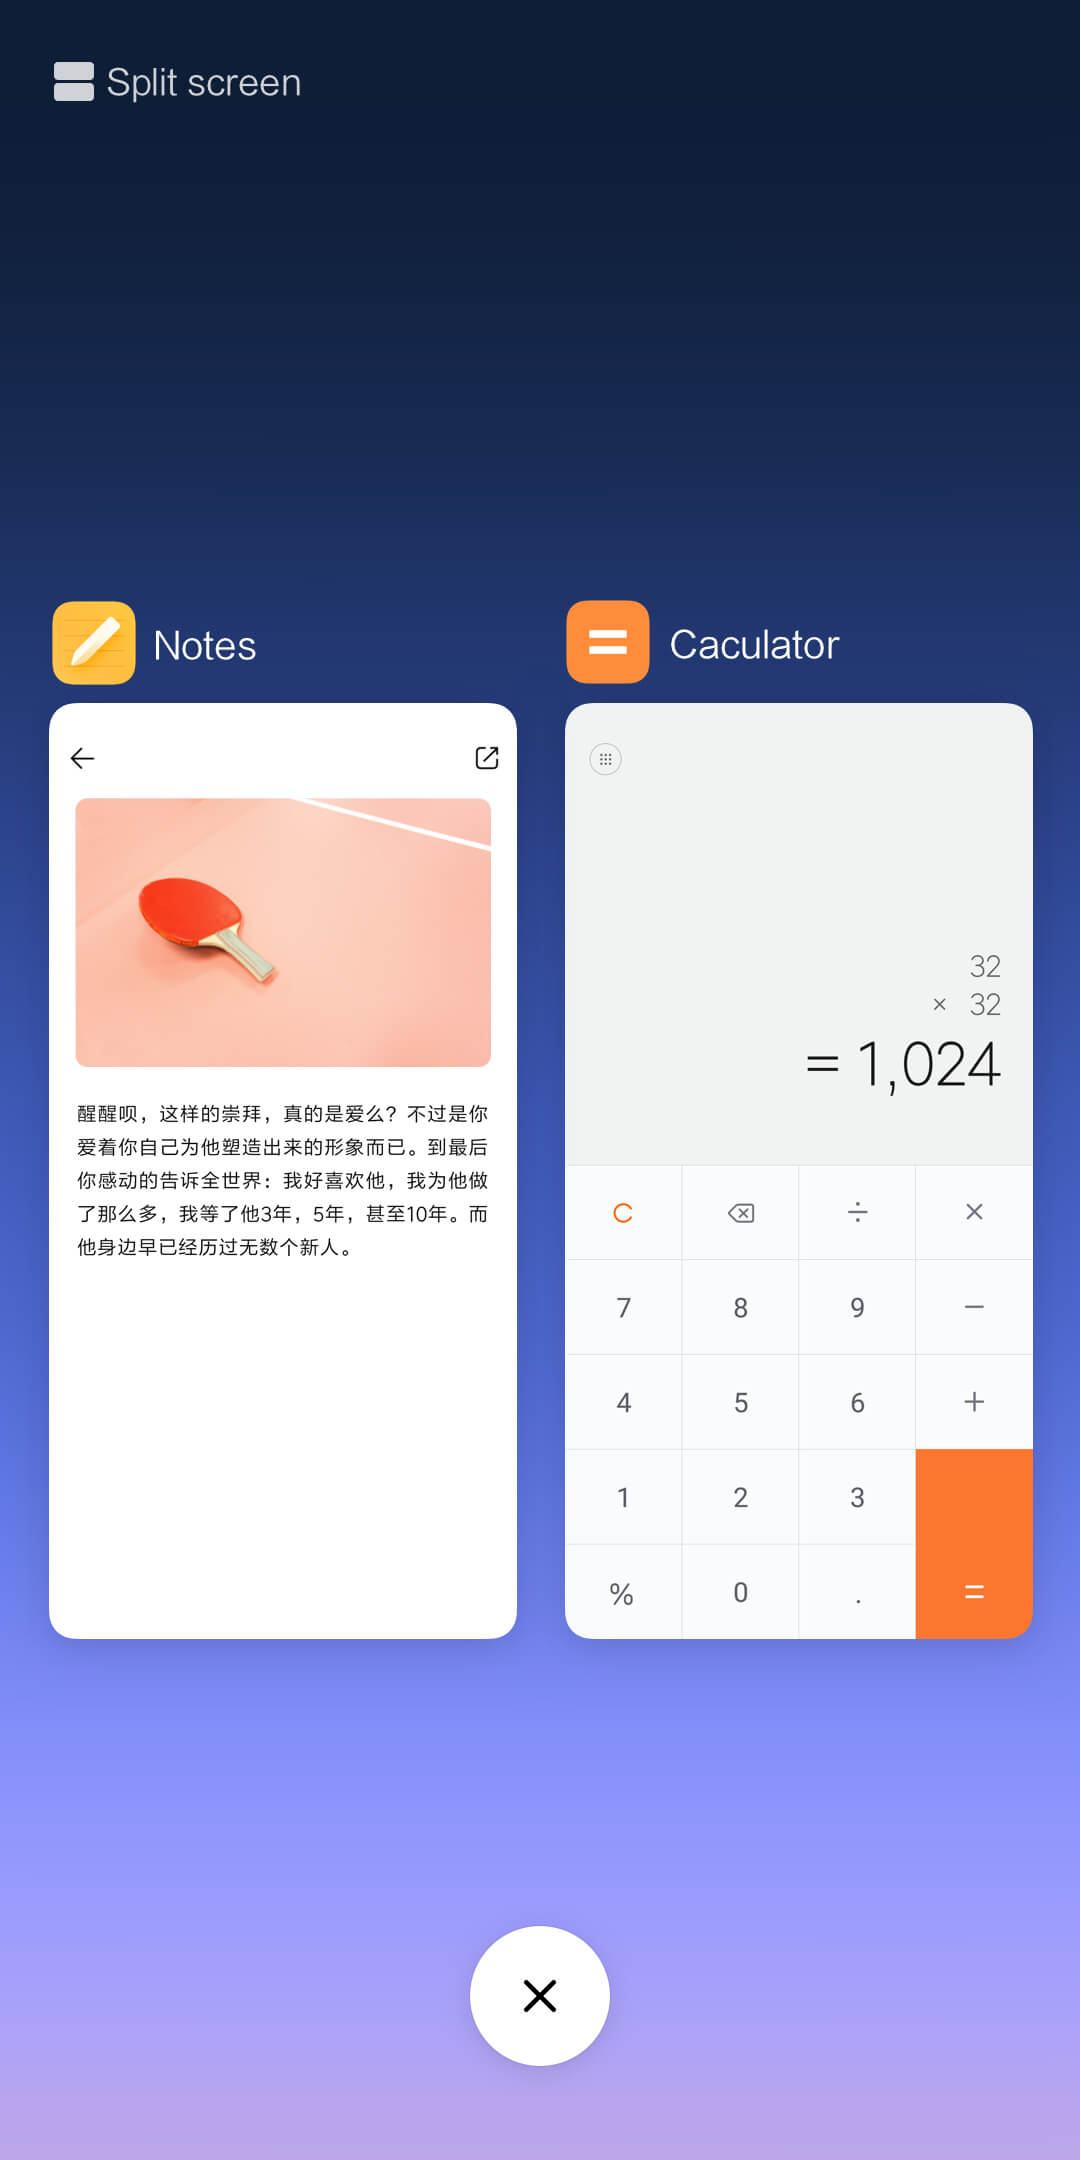 Split screen
Notes
Caculator
醒醒呗，这样的崇拜，真的是爱么？不过是你
爱着你自己为他塑造出来的形象而已。到最后
你感动的告诉全世界：我好喜欢他，我为他做
了那么多，我等了他3年，5年，甚至10年。而
他身边早已经历过无数个新人。
32
× 32
= 1,024
C ÷ ×
7 8 9 −
4 5 6 +
1 2 3
% 0 . =